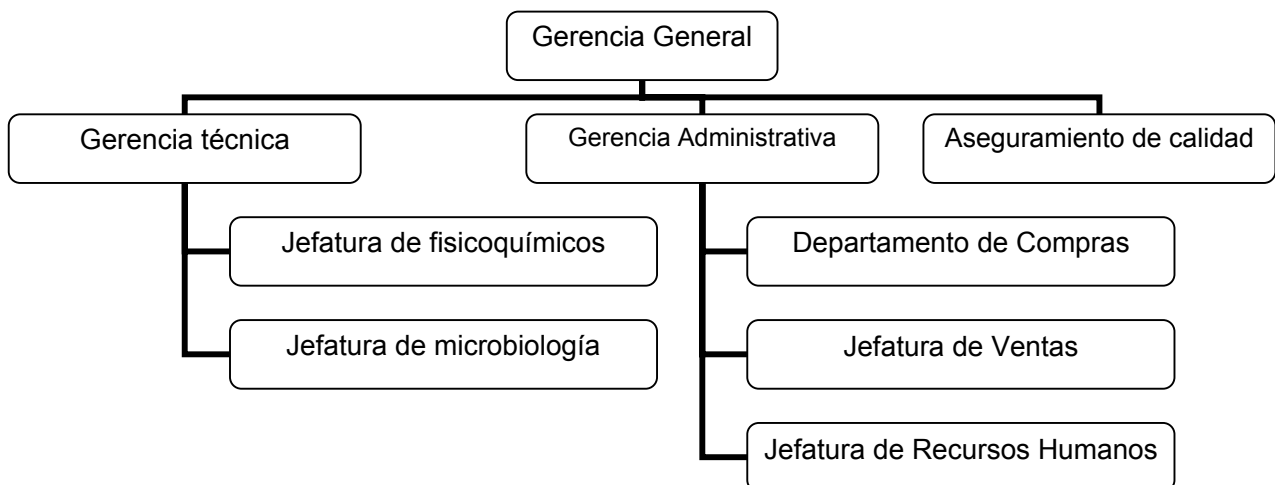 Gerencia General
Gerencia técnica
Gerencia Administrativa
Aseguramiento de calidad
Jefatura de fisicoquímicos
Jefatura de microbiología
Departamento de Compras
Jefatura de Ventas
Jefatura de Recursos Humanos